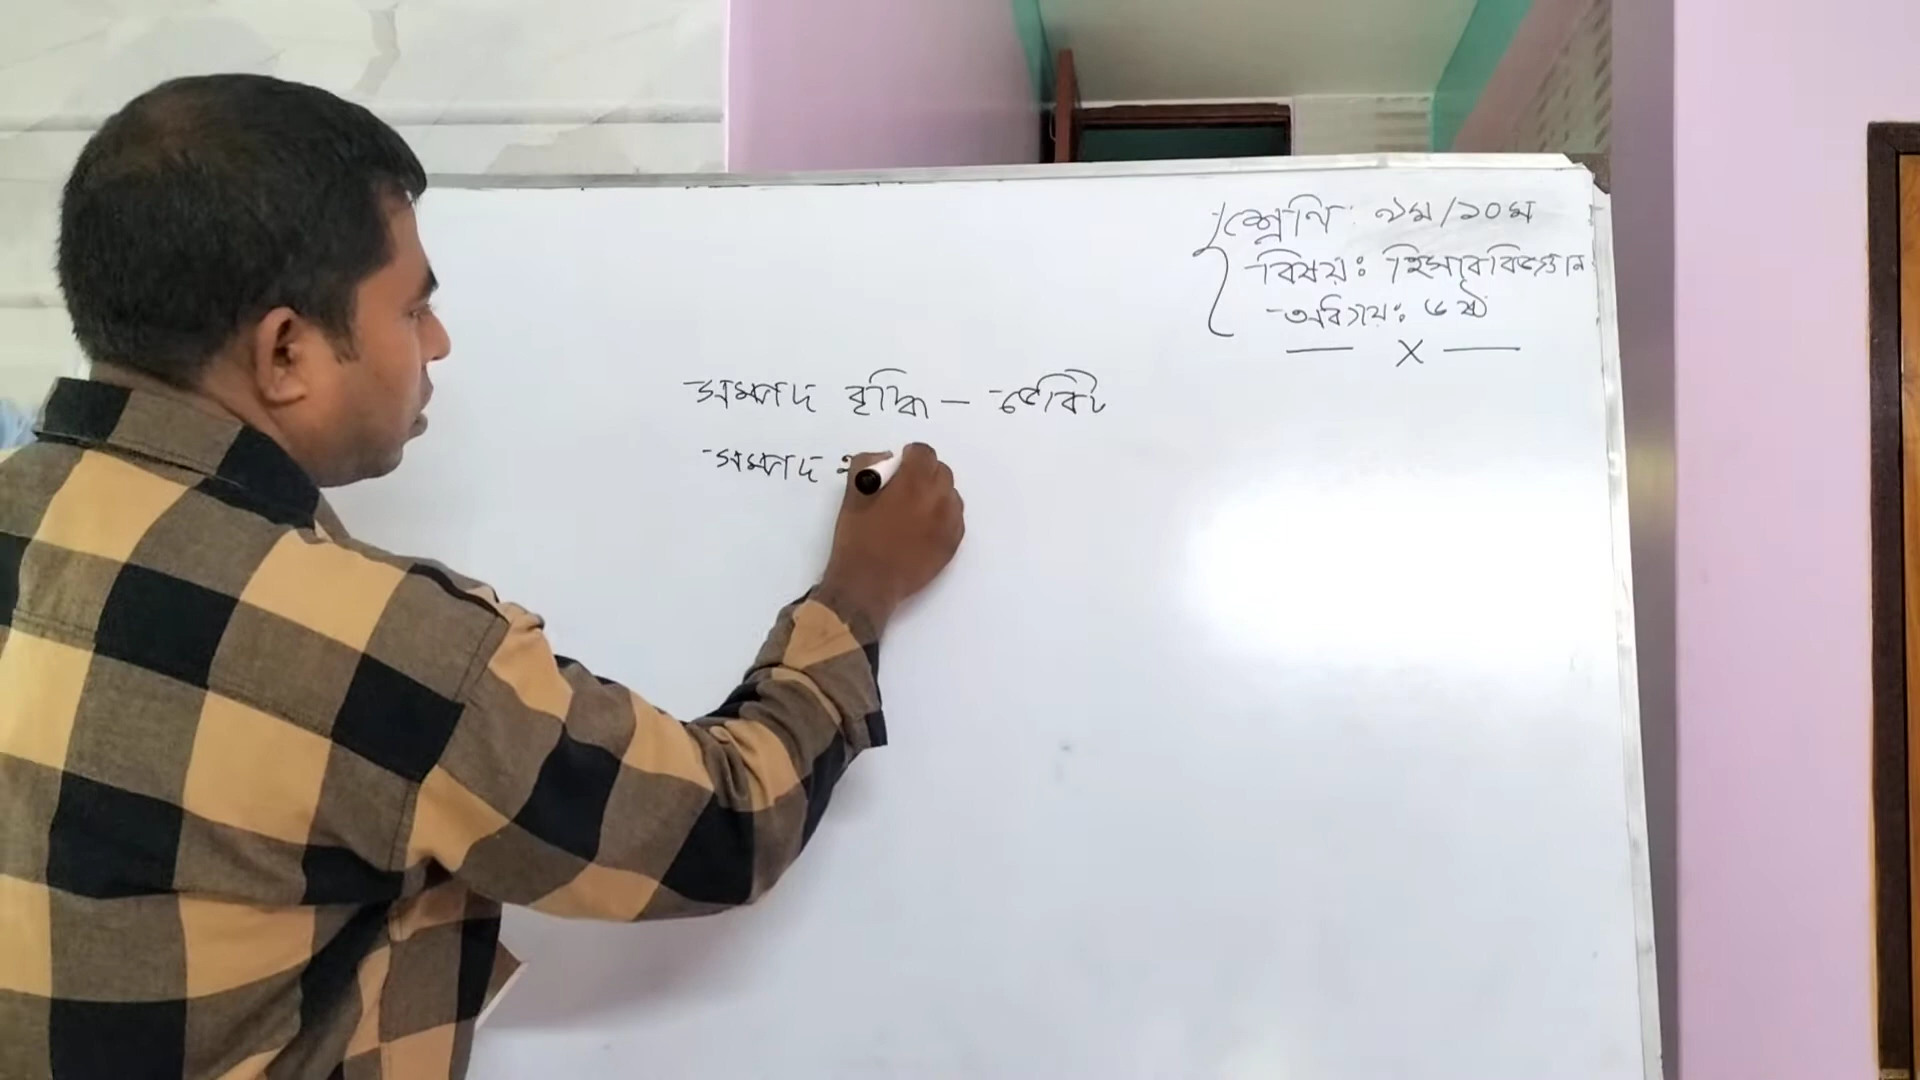 শ্রেণি: ৯ম/১০ম
বিষয়ঃ হিসাববিজ্ঞান
অধ্যায়ঃ ৬ষ্ঠ
— X —
সম্পদ বৃদ্ধি — ডেবিট
সম্পদ